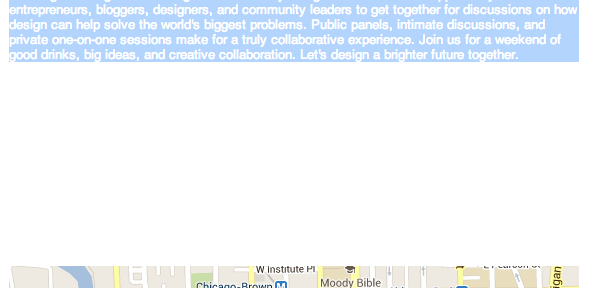 entrepreneurs, bloggers, designers, and community leaders to get together for discussions on how
design can help solve the world's biggest problems. Public panels, intimate discussions, and
private one-on-one sessions make for a truly collaborative experience. Join us for a weekend of
good drinks, big ideas, and creative collaboration. Let's design a brighter future together.
W Institute Pl
Chicago-Brown M
Moody Bible